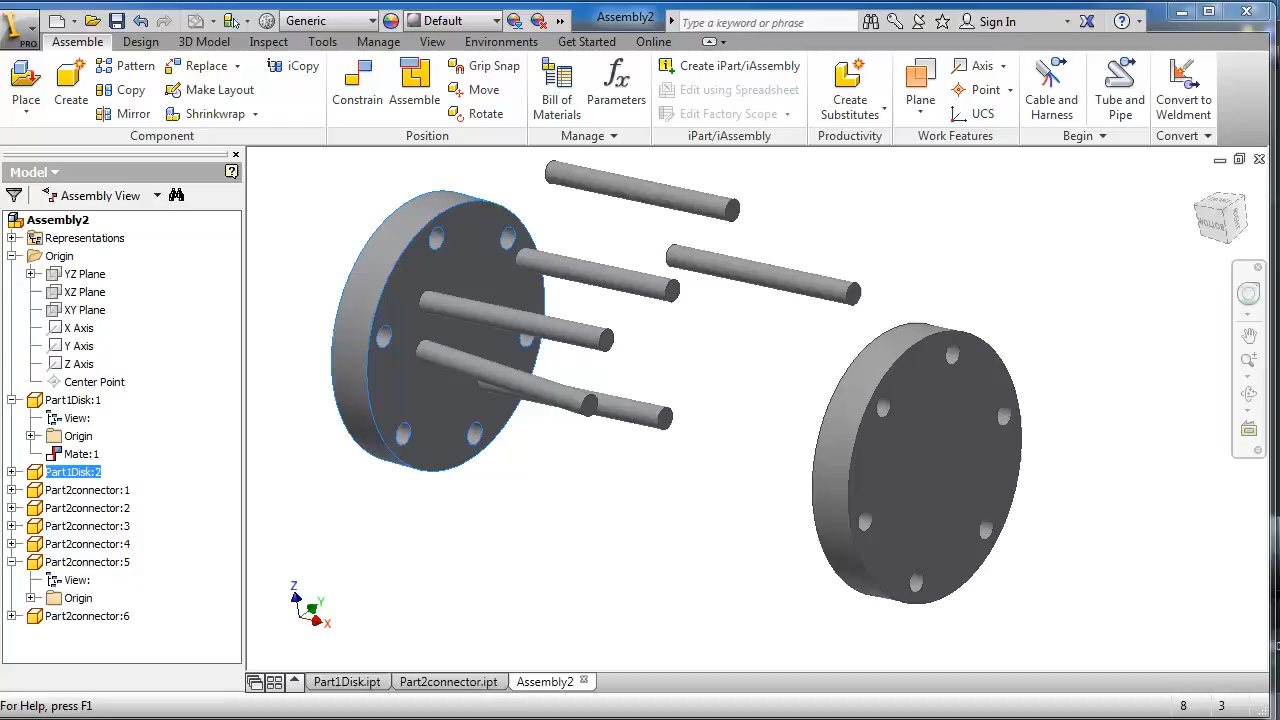 Generic
Default
Assembly2
Type a keyword or phrase
Sign In
PRO
Assemble
Design
3D Model
Inspect
Tools
Manage
View
Environments
Get Started
Online
Place
Create
Pattern
Copy
Mirror
Replace
Make Layout
Shrinkwrap
iCopy
Constrain
Assemble
Grip Snap
Move
Rotate
Bill of
Materials
fx
Parameters
Create iPart/iAssembly
Edit using Spreadsheet
Edit Factory Scope
Create
Substitutes
Plane
Axis
Point
UCS
Cable and
Harness
Tube and
Pipe
Convert to
Weldment
Component
Position
Manage
iPart/iAssembly
Productivity
Work Features
Begin
Convert
Model
Assembly View
Assembly2
Representations
Origin
YZ Plane
XZ Plane
XY Plane
X Axis
Y Axis
Z Axis
Center Point
Part1Disk:1
View:
Origin
Mate:1
Part1Disk:2
Part2connector:1
Part2connector:2
Part2connector:3
Part2connector:4
Part2connector:5
View:
Origin
Part2connector:6
BOTTOM
Z
Y
X
Part1Disk.ipt
Part2connector.ipt
Assembly2
For Help, press F1
8
3